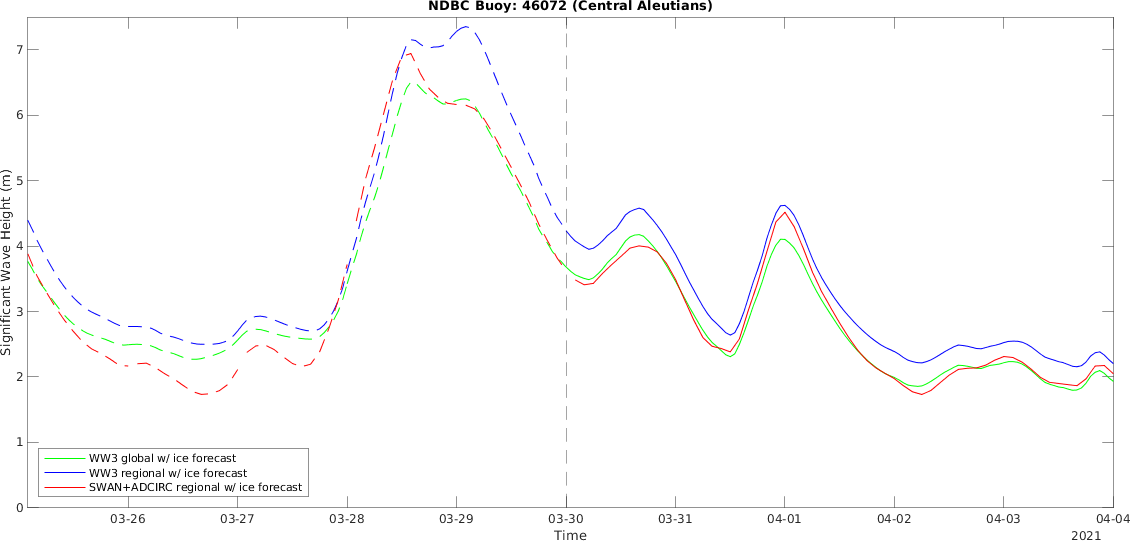 NDBC Buoy: 46072 (Central Aleutians)
Significant Wave Height (m)
7
6
5
4
3
2
1
0
WW3 global w/ ice forecast
WW3 regional w/ ice forecast
SWAN+ADCIRC regional w/ ice forecast
03-26 03-27 03-28 03-29 03-30 03-31 04-01 04-02 04-03 04-04
Time
2021